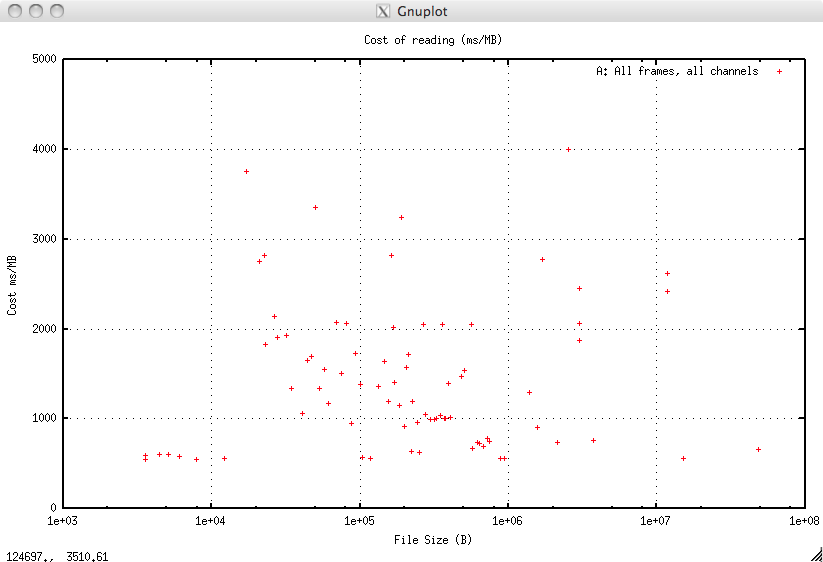 Gnuplot
Cost of reading (ms/MB)
A: All frames, all channels
5000
4000
3000
2000
1000
0
Cost ms/MB
1e+03 1e+04 1e+05 1e+06 1e+07 1e+08
File Size (B)
124697., 3510.61